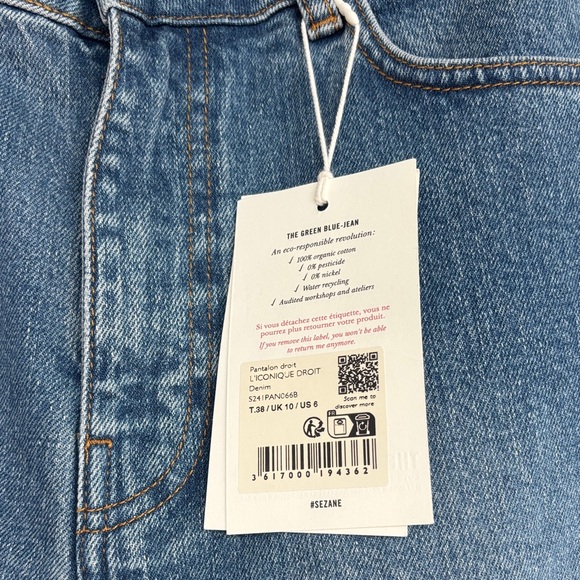 THE GREEN BLUE-JEAN
An eco-responsible revolution:
✓ 100% organic cotton
✓ 0% pesticide
✓ 0% nickel
✓ Water recycling
✓ Audited workshops and ateliers
Si vous détachez cette étiquette, vous ne
pourrez plus retourner votre produit.
If you remove this label, you won't be able
to return me anymore.
Pantalon droit
L'ICONIQUE DROIT
Denim
S241PAN066B
T.38 / UK 10 / US 6
Scan me to
discover more
FR
3 617000 194362
#SEZANE